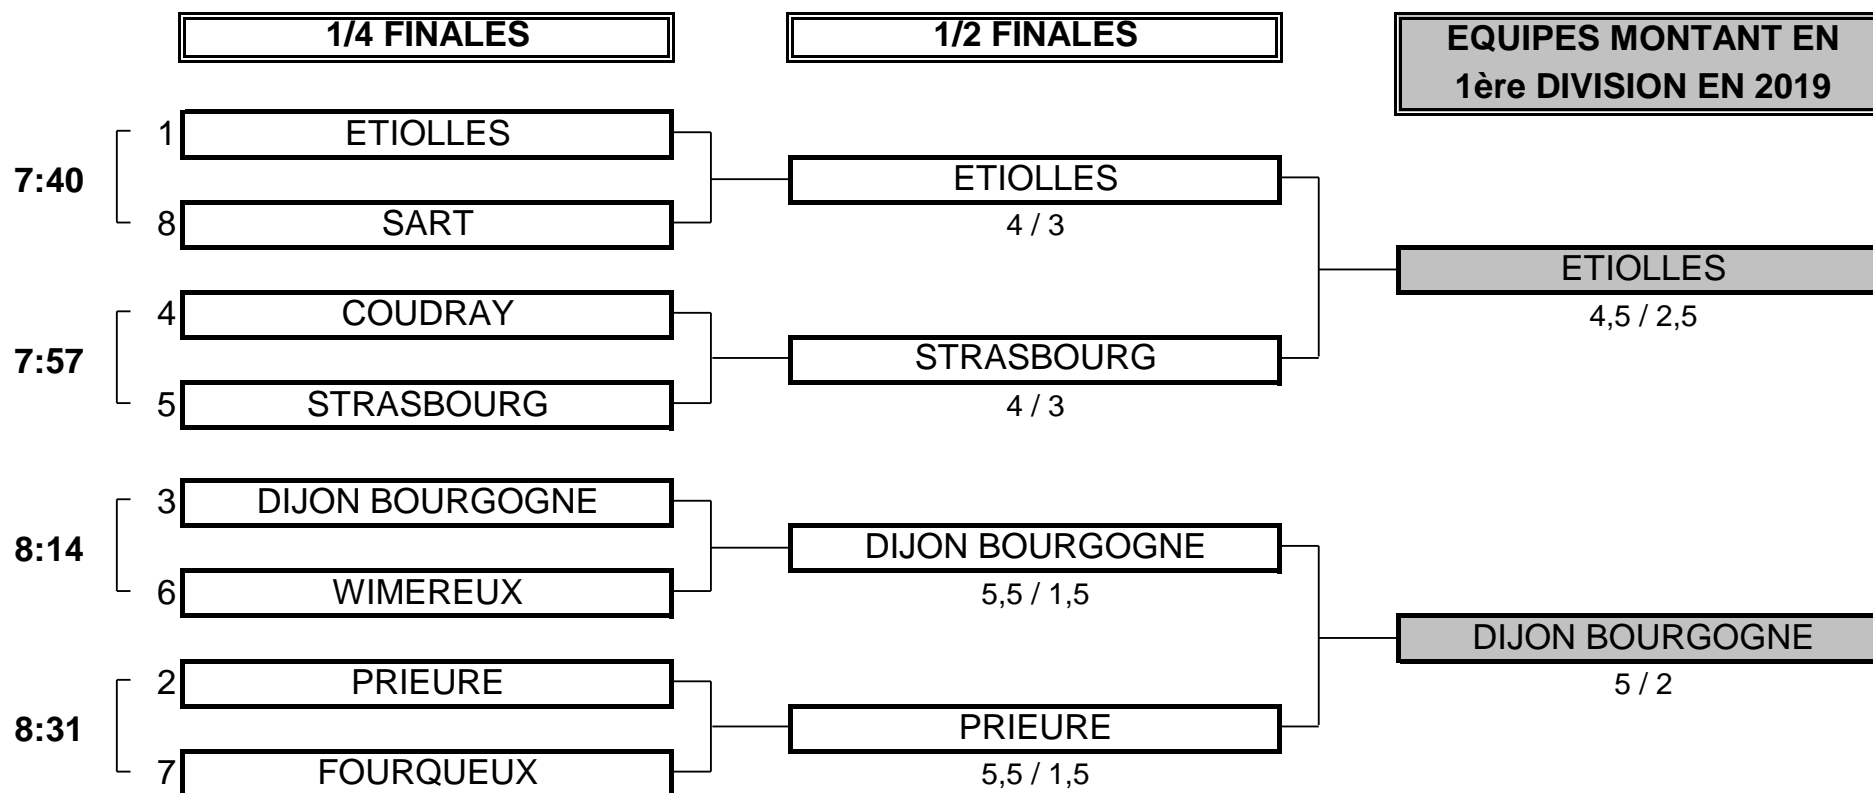 1/4 FINALES
1/2 FINALES
EQUIPES MONTANT EN
1ère DIVISION EN 2019
7:40
1 ETIOLLES
8 SART
ETIOLLES
4 / 3
7:57
4 COUDRAY
5 STRASBOURG
STRASBOURG
4 / 3
ETIOLLES
4,5 / 2,5
8:14
3 DIJON BOURGOGNE
6 WIMEREUX
DIJON BOURGOGNE
5,5 / 1,5
8:31
2 PRIEURE
7 FOURQUEUX
PRIEURE
5,5 / 1,5
DIJON BOURGOGNE
5 / 2